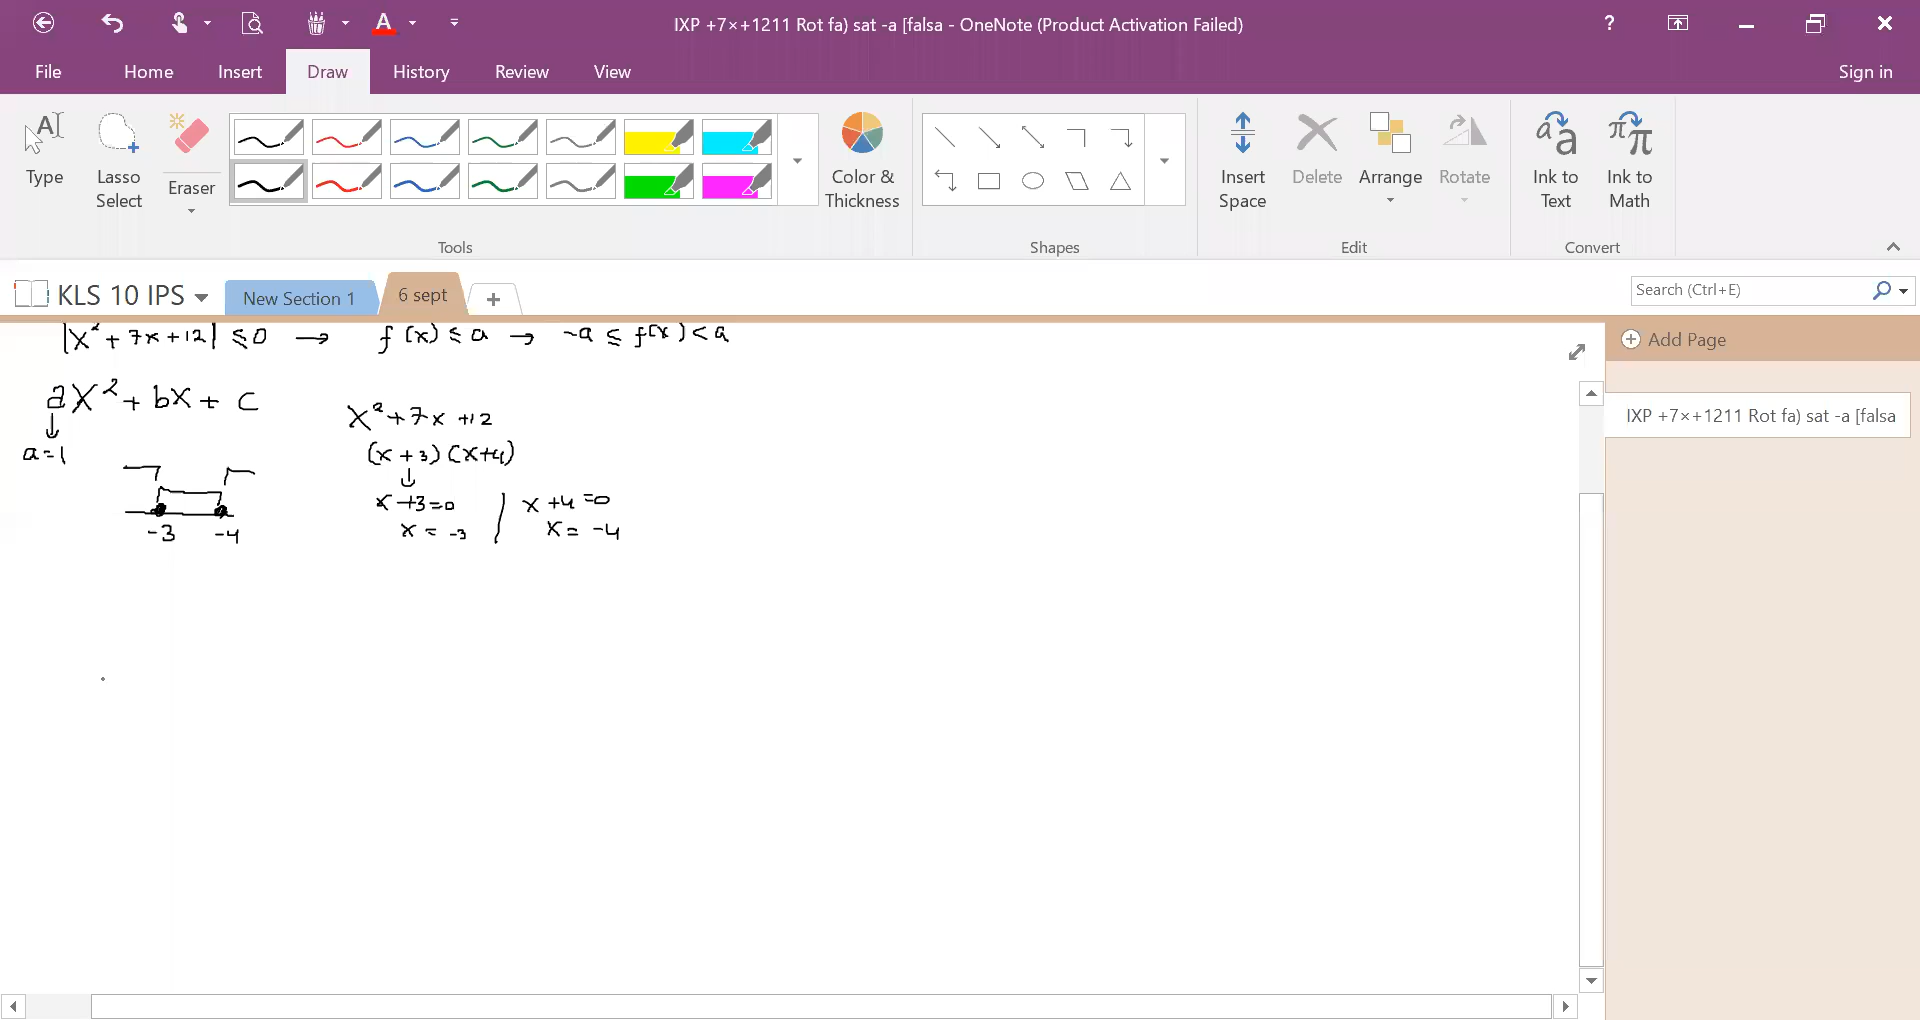 IXP +7×+1211 Rot fa) sat -a [falsa - OneNote (Product Activation Failed)
?
File Home Insert Draw History Review View Sign in
Type
Lasso Select
Eraser
Color & Thickness
Insert Space
Delete
Arrange
Rotate
Ink to Text
Ink to Math
Tools Shapes Edit Convert
KLS 10 IPS New Section 1 6 sept + Search (Ctrl+E)
Add Page
IXP +7×+1211 Rot fa) sat -a [falsa
|x² + 7x + 12| ≤ 0 → f(x) ≤ a → -a ≤ f(x) < a
ax² + bx + c
↓
a = 1
x² + 7x + 12
(x + 3) (x+4)
↓
x + 3 = 0 / x + 4 = 0
x = -3 x = -4
-3 -4